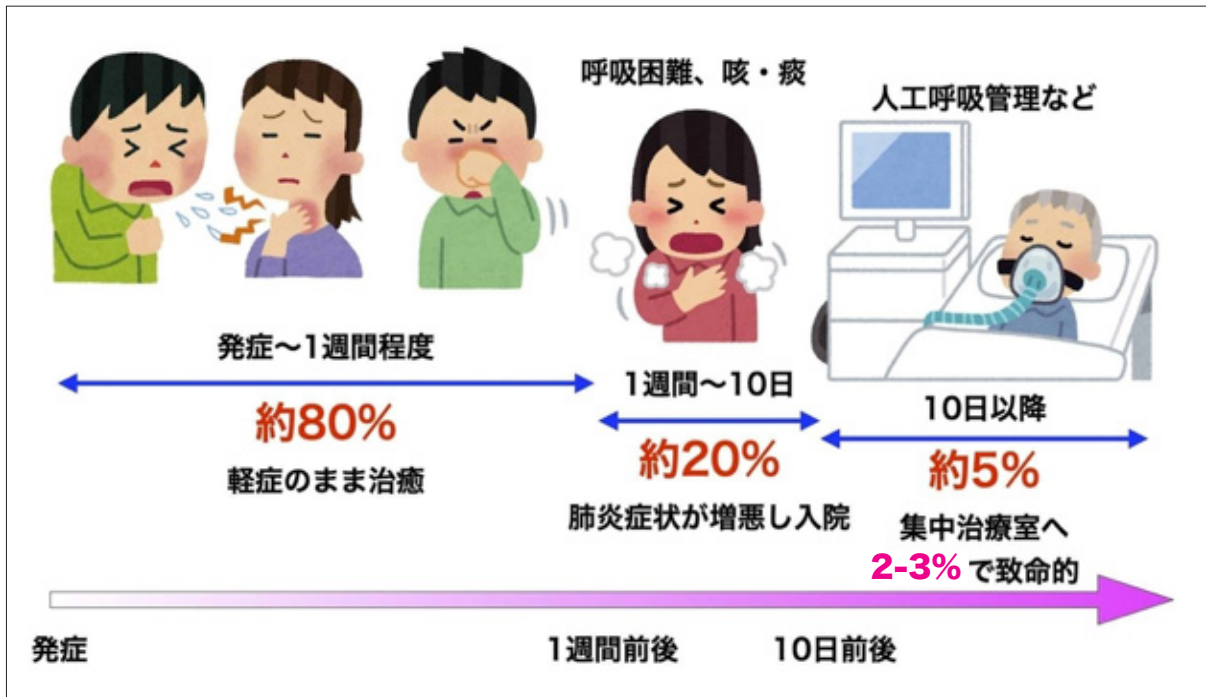 呼吸困難、咳・痰
人工呼吸管理など
発症～1週間程度
約80%
軽症のまま治癒
1週間～10日
約20%
肺炎症状が増悪し入院
10日以降
約5%
集中治療室へ
2-3% で致命的
発症
1週間前後
10日前後